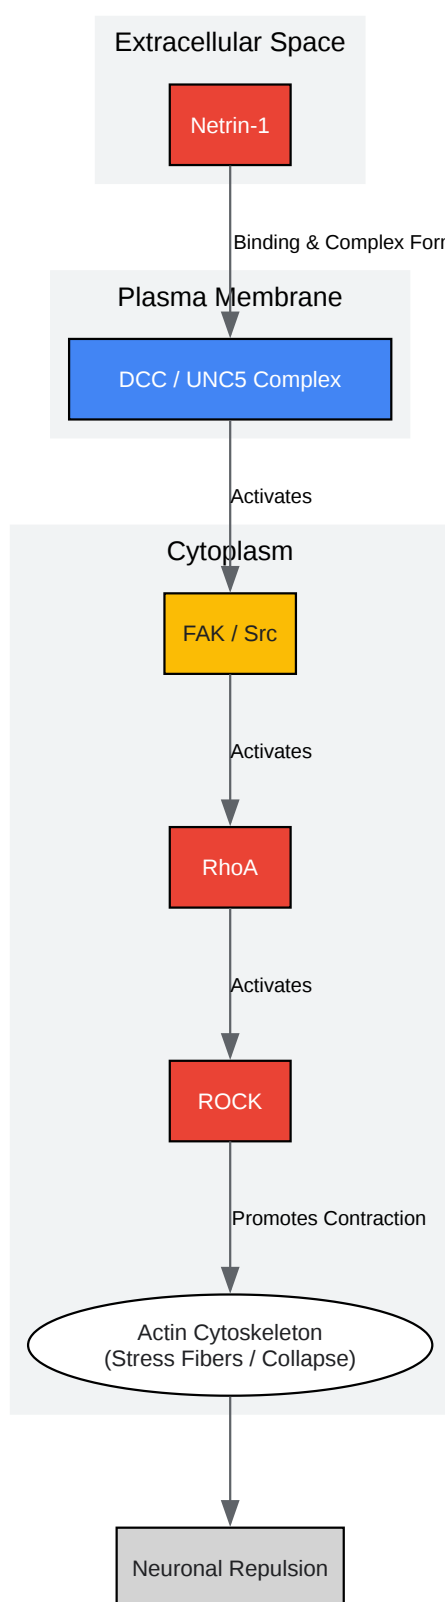 Extracellular Space
Netrin-1
Binding & Complex
Plasma Membrane
DCC / UNC5 Complex
Activates
Cytoplasm
FAK / Src
Activates
RhoA
Activates
ROCK
Promotes Contraction
Actin Cytoskeleton
(Stress Fibers / Collapse)
Neuronal Repulsion